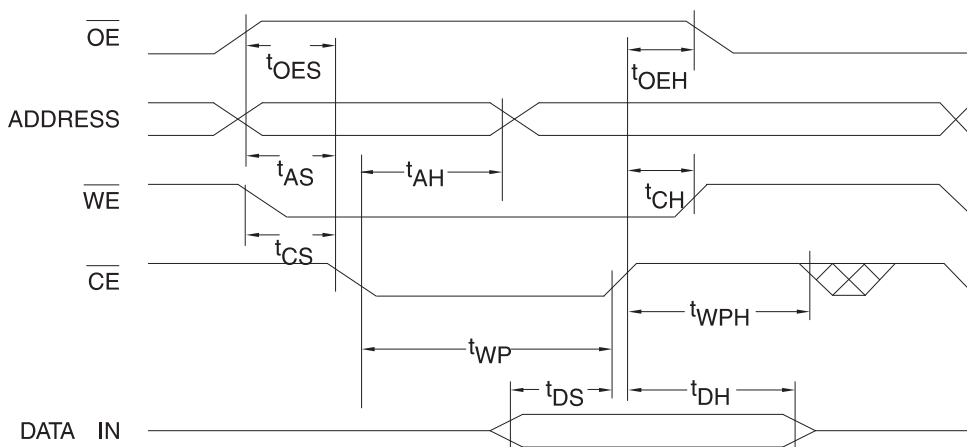 OE
tOES
tOEH
ADDRESS
tAS
tAH
WE
tCH
tCS
CE
tWPH
tWP
tDS
tDH
DATA IN